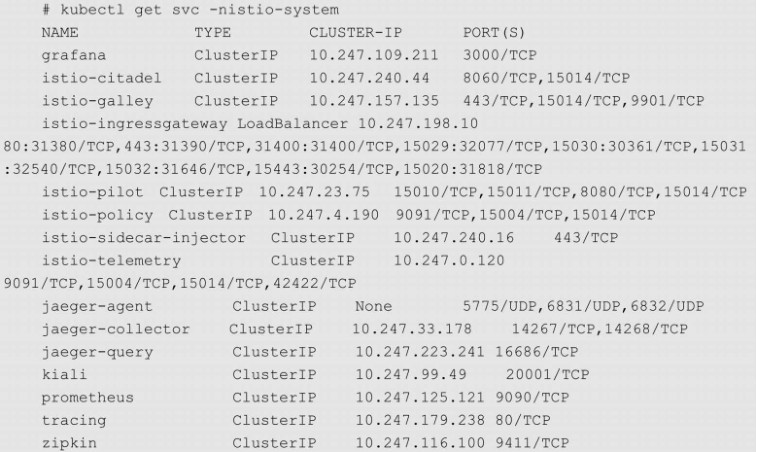 # kubectl get svc -nistio-system
NAME TYPE CLUSTER-IP PORT(S)
grafana ClusterIP 10.247.109.211 3000/TCP
istio-citadel ClusterIP 10.247.240.44 8060/TCP,15014/TCP
istio-galley ClusterIP 10.247.157.135 443/TCP,15014/TCP,9901/TCP
istio-ingressgateway LoadBalancer 10.247.198.10
80:31380/TCP,443:31390/TCP,31400:31400/TCP,15029:32077/TCP,15030:30361/TCP,15031
:32540/TCP,15032:31646/TCP,15443:30254/TCP,15020:31818/TCP
istio-pilot ClusterIP 10.247.23.75 15010/TCP,15011/TCP,8080/TCP,15014/TCP
istio-policy ClusterIP 10.247.4.190 9091/TCP,15004/TCP,15014/TCP
istio-sidecar-injector ClusterIP 10.247.240.16 443/TCP
istio-telemetry ClusterIP 10.247.0.120
9091/TCP,15004/TCP,15014/TCP,42422/TCP
jaeger-agent ClusterIP None 5775/UDP,6831/UDP,6832/UDP
jaeger-collector ClusterIP 10.247.33.178 14267/TCP,14268/TCP
jaeger-query ClusterIP 10.247.223.241 16686/TCP
kiali ClusterIP 10.247.99.49 20001/TCP
prometheus ClusterIP 10.247.125.121 9090/TCP
tracing ClusterIP 10.247.179.238 80/TCP
zipkin ClusterIP 10.247.116.100 9411/TCP